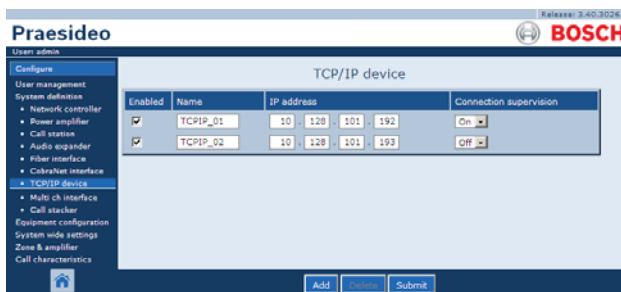 Release: 3.40.3026
Praesideo
BOSCH
User: admin
Configure
User management
System definition
• Network controller
• Power amplifier
• Call station
• Audio expander
• Fiber interface
• CobraNet interface
• TCP/IP device
• Multi ch interface
• Call stacker
Equipment configuration
System wide settings
Zone & amplifier
Call characteristics
TCP/IP device
Enabled Name IP address Connection supervision
TCPIP_01 10 . 128 . 101 . 192 On
TCPIP_02 10 . 128 . 101 . 193 Off
Add Delete Submit